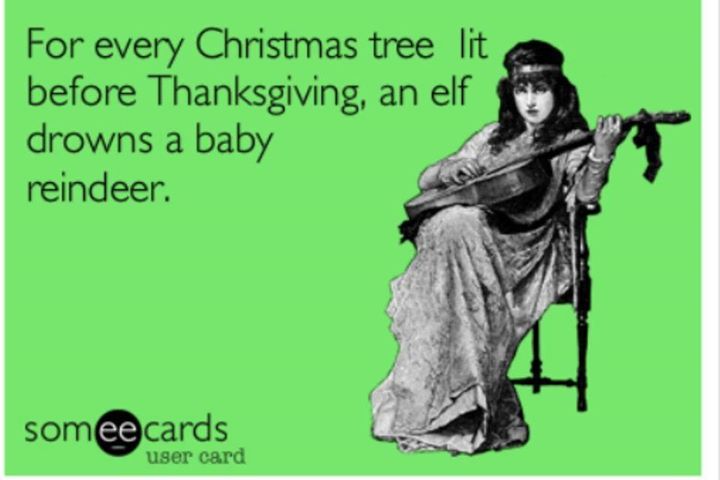 For every Christmas tree lit
before Thanksgiving, an elf
drowns a baby
reindeer.
someecards
user card